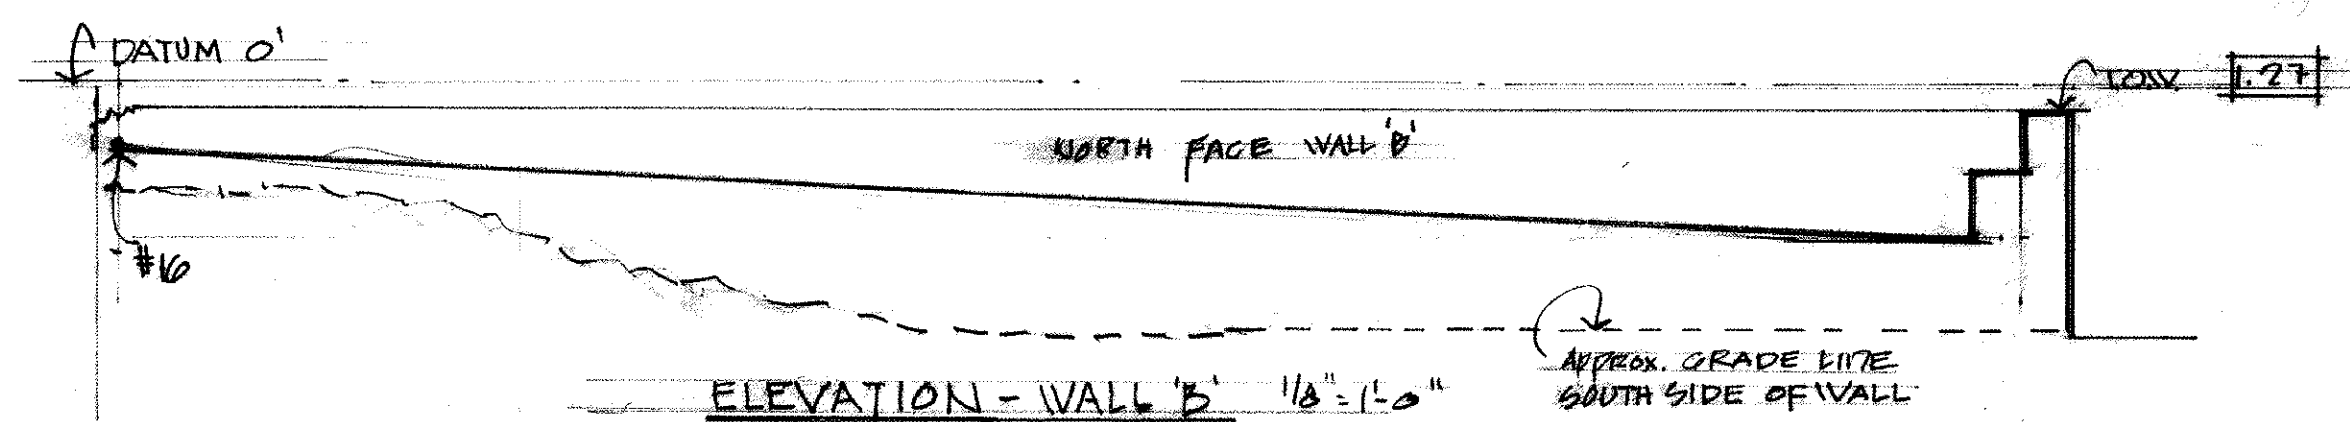 DATUM 0'
T.O.W. 1.27
NORTH FACE WALL 'B'
#16
APPROX. GRADE LINE
SOUTH SIDE OF WALL
ELEVATION - WALL 'B' 1/8"=1'-0"